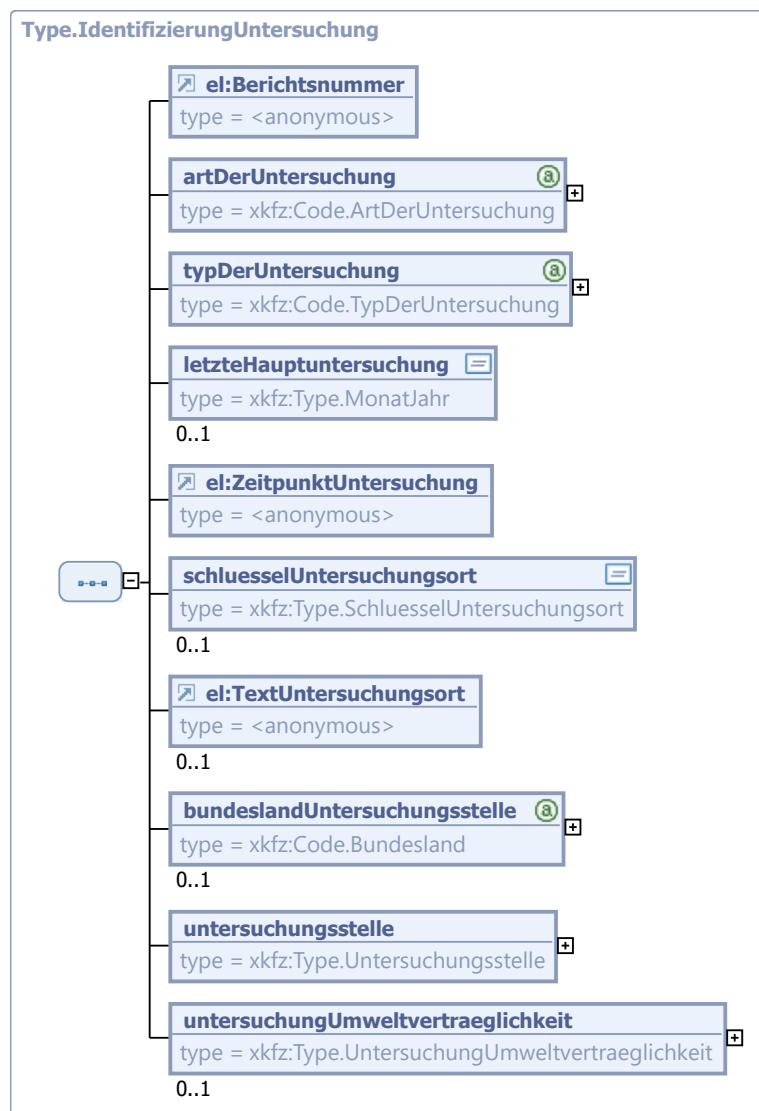 Type.IdentifizierungUntersuchung
el:Berichtsnummer
type = <anonymous>
artDerUntersuchung
type = xkfz:Code.ArtDerUntersuchung
typDerUntersuchung
type = xkfz:Code.TypDerUntersuchung
letzteHauptuntersuchung
type = xkfz:Type.MonatJahr
0..1
el:ZeitpunktUntersuchung
type = <anonymous>
schluesselUntersuchungsort
type = xkfz:Type.SchluesselUntersuchungsort
0..1
el:TextUntersuchungsort
type = <anonymous>
0..1
bundeslandUntersuchungsstelle
type = xkfz:Code.Bundesland
0..1
untersuchungsstelle
type = xkfz:Type.Untersuchungsstelle
untersuchungUmweltvertraeglichkeit
type = xkfz:Type.UntersuchungUmweltvertraeglichkeit
0..1